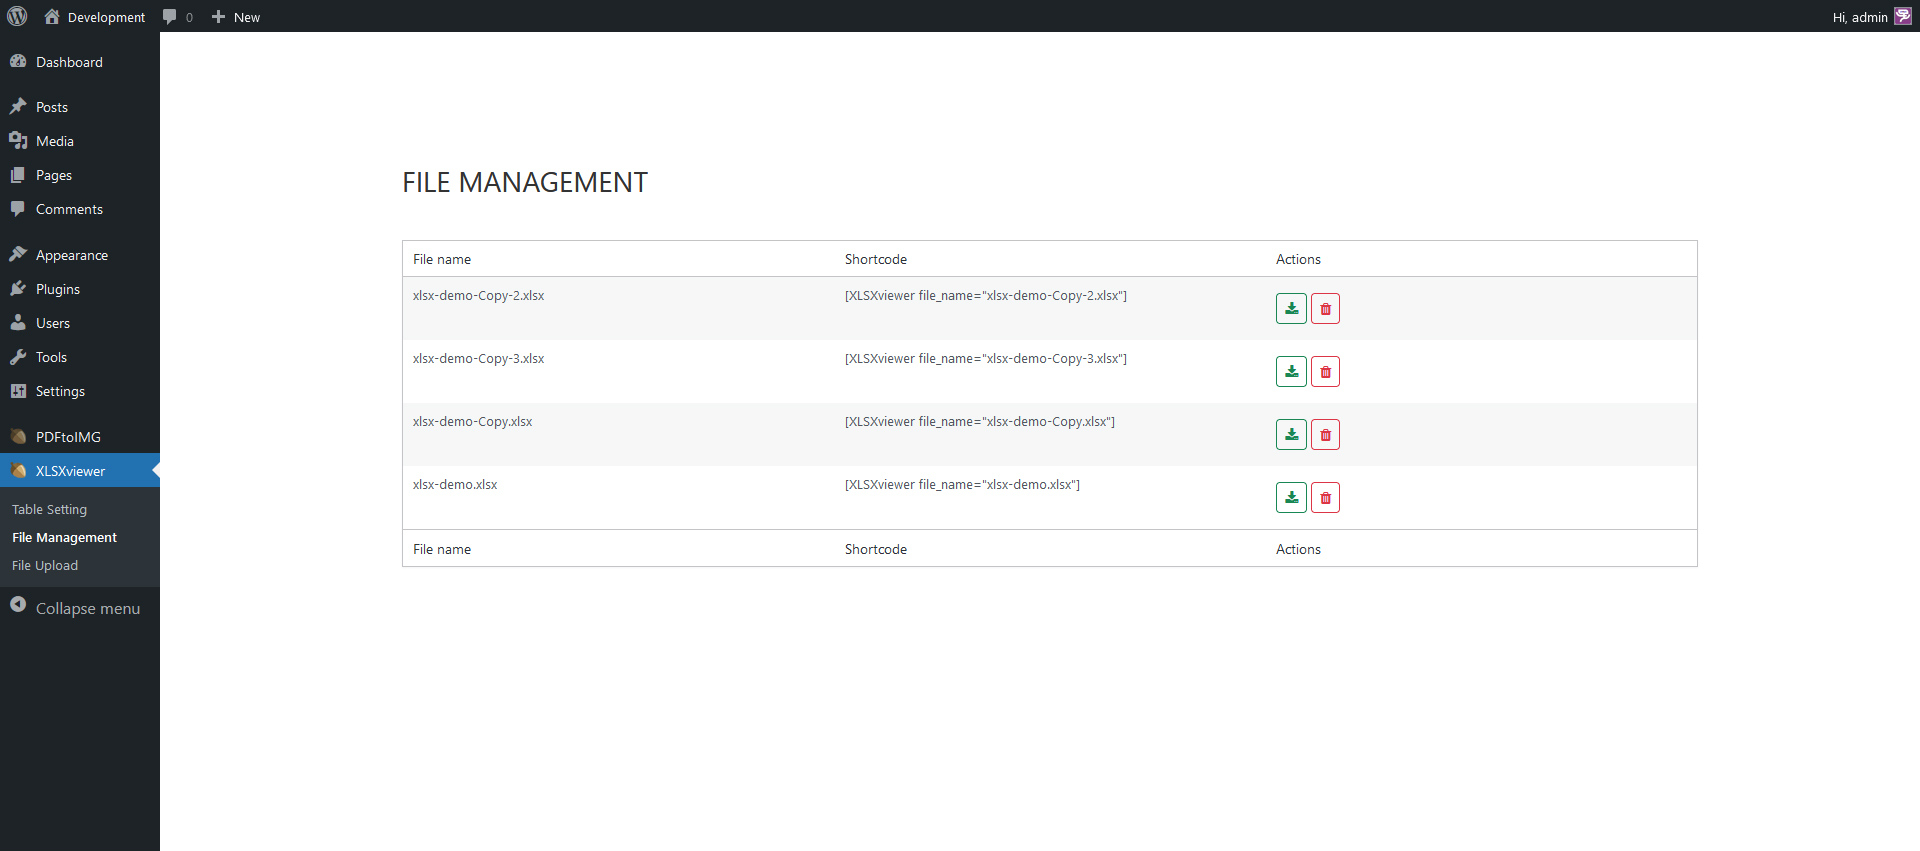 Development 0 New Hi, admin
Dashboard
Posts
Media
Pages
Comments
Appearance
Plugins
Users
Tools
Settings
PDFtoIMG
XLSXviewer
Table Setting
File Management
File Upload
Collapse menu
FILE MANAGEMENT
File name Shortcode Actions
xlsx-demo-Copy-2.xlsx [XLSXviewer file_name="xlsx-demo-Copy-2.xlsx"]
xlsx-demo-Copy-3.xlsx [XLSXviewer file_name="xlsx-demo-Copy-3.xlsx"]
xlsx-demo-Copy.xlsx [XLSXviewer file_name="xlsx-demo-Copy.xlsx"]
xlsx-demo.xlsx [XLSXviewer file_name="xlsx-demo.xlsx"]
File name Shortcode Actions